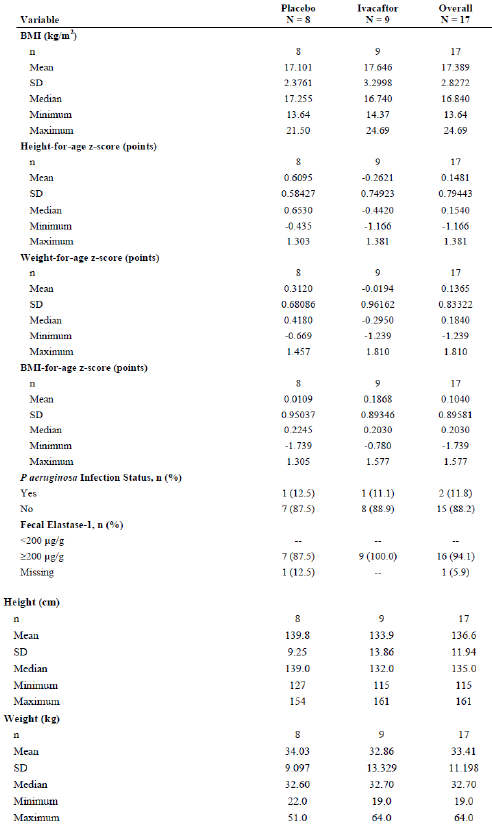 Placebo Ivacaftor Overall
Variable N = 8 N = 9 N = 17
BMI (kg/m²)
n 8 9 17
Mean 17.101 17.646 17.389
SD 2.3761 3.2998 2.8272
Median 17.255 16.740 16.840
Minimum 13.64 14.37 13.64
Maximum 21.50 24.69 24.69
Height-for-age z-score (points)
n 8 9 17
Mean 0.6095 -0.2621 0.1481
SD 0.58427 0.74923 0.79443
Median 0.6530 -0.4420 0.1540
Minimum -0.435 -1.166 -1.166
Maximum 1.303 1.381 1.381
Weight-for-age z-score (points)
n 8 9 17
Mean 0.3120 -0.0194 0.1365
SD 0.68086 0.96162 0.83322
Median 0.4180 -0.2950 0.1840
Minimum -0.669 -1.239 -1.239
Maximum 1.457 1.810 1.810
BMI-for-age z-score (points)
n 8 9 17
Mean 0.0109 0.1868 0.1040
SD 0.95037 0.89346 0.89581
Median 0.2245 0.2030 0.2030
Minimum -1.739 -0.780 -1.739
Maximum 1.305 1.577 1.577
P aeruginosa Infection Status, n (%)
Yes 1 (12.5) 1 (11.1) 2 (11.8)
No 7 (87.5) 8 (88.9) 15 (88.2)
Fecal Elastase-1, n (%)
<200 µg/g -- -- --
≥200 µg/g 7 (87.5) 9 (100.0) 16 (94.1)
Missing 1 (12.5) -- 1 (5.9)
Height (cm)
n 8 9 17
Mean 139.8 133.9 136.6
SD 9.25 13.86 11.94
Median 139.0 132.0 135.0
Minimum 127 115 115
Maximum 154 161 161
Weight (kg)
n 8 9 17
Mean 34.03 32.86 33.41
SD 9.097 13.329 11.198
Median 32.60 32.70 32.70
Minimum 22.0 19.0 19.0
Maximum 51.0 64.0 64.0